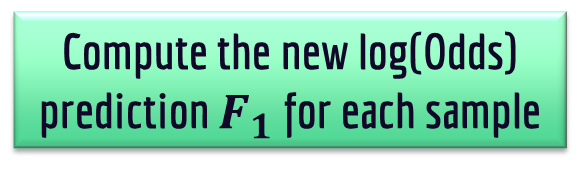 Compute the new log(Odds)
prediction F₁ for each sample